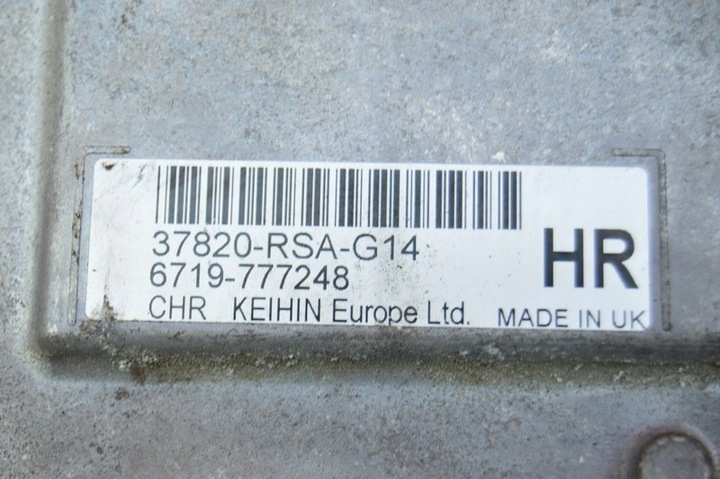 37820-RSA-G14
6719-777248
HR
CHR KEIHIN Europe Ltd. MADE IN UK